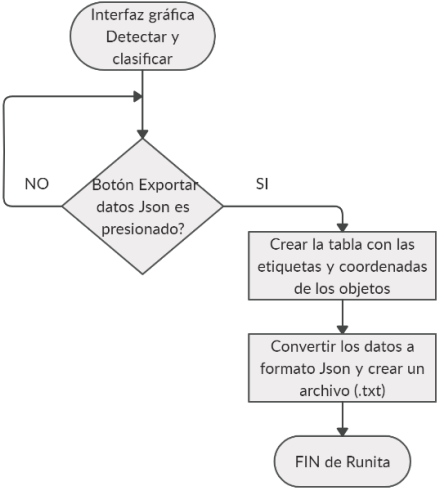 Interfaz gráfica
Detectar y
clasificar
NO
Botón Exportar
datos Json es
presionado?
SI
Crear la tabla con las
etiquetas y coordenadas
de los objetos
Convertir los datos a
formato Json y crear un
archivo (.txt)
FIN de Runita